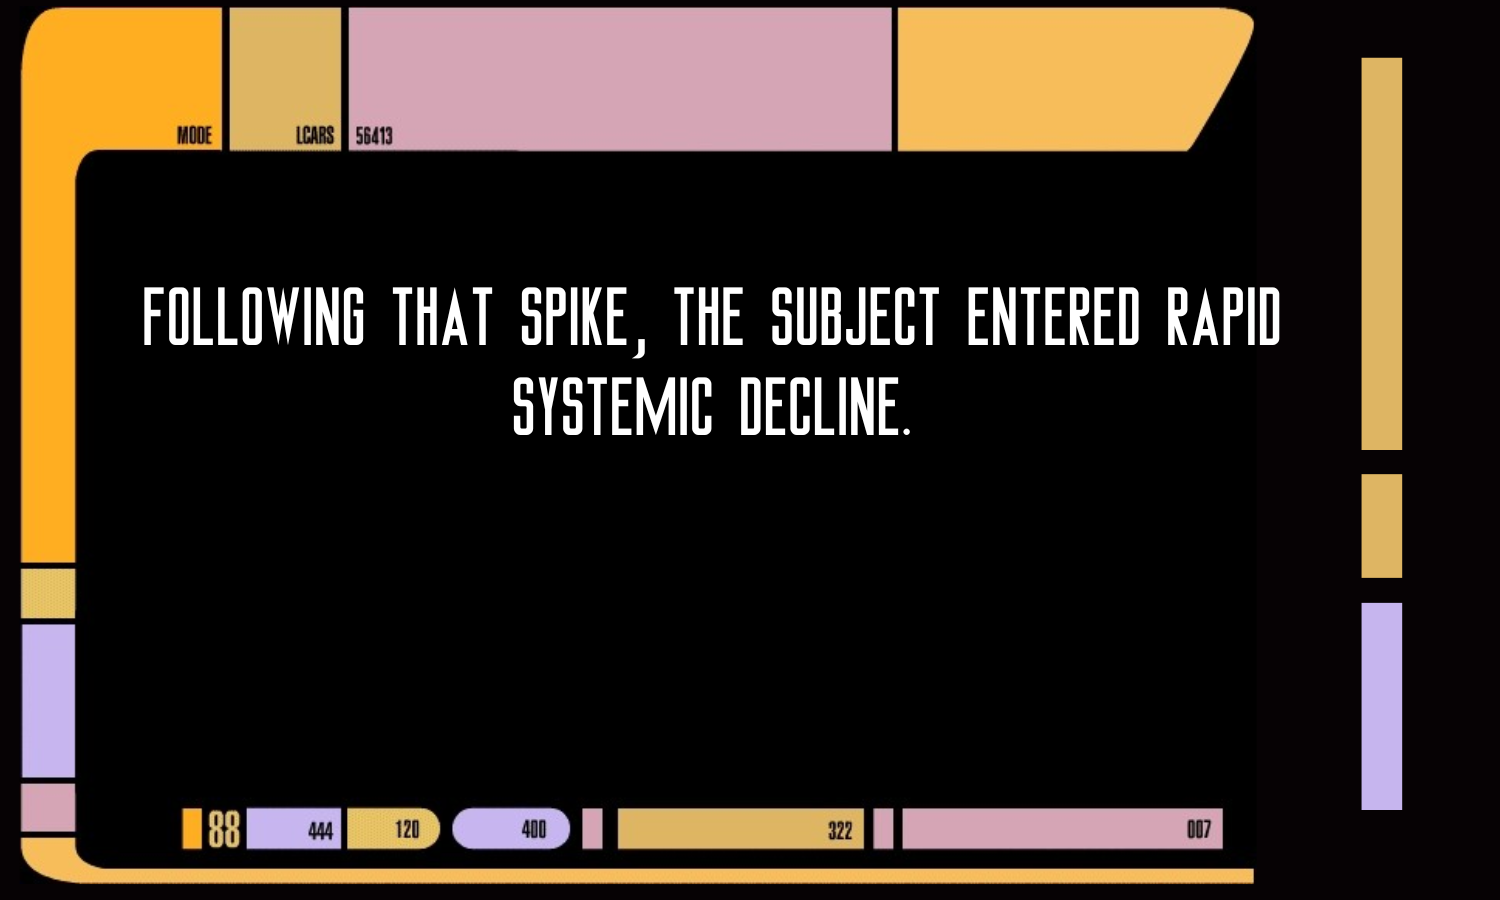 MODE
LCARS
56413
FOLLOWING THAT SPIKE, THE SUBJECT ENTERED RAPID
SYSTEMIC DECLINE.
88
444
120
400
322
007